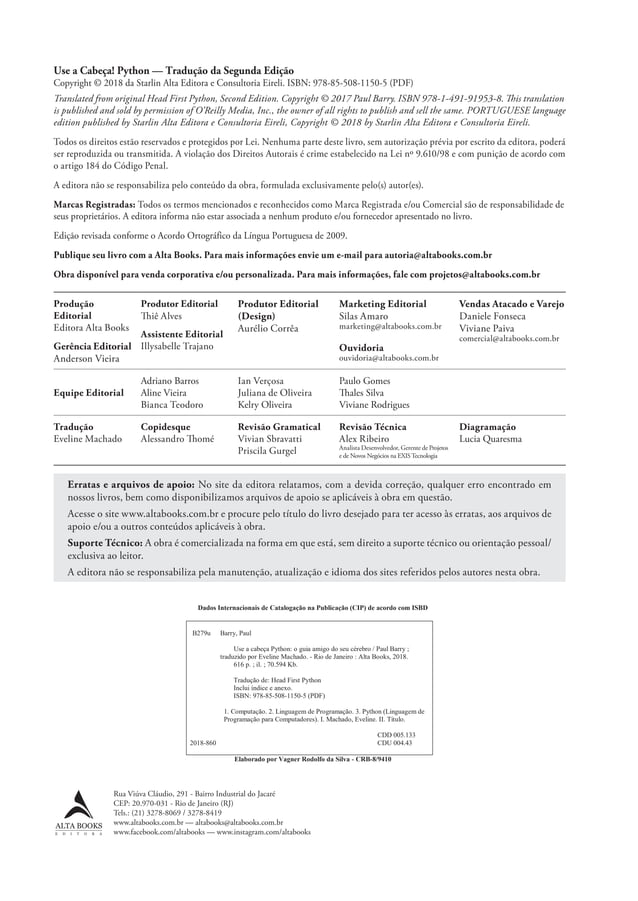 Use a Cabeça! Python — Tradução da Segunda Edição
Copyright © 2018 da Starlin Alta Editora e Consultoria Eireli. ISBN: 978-85-508-1150-5 (PDF)
Translated from original Head First Python, Second Edition. Copyright © 2017 Paul Barry. ISBN 978-1-491-91953-8. This translation
is published and sold by permission of O'Reilly Media, Inc., the owner of all rights to publish and sell the same. PORTUGUESE language
edition published by Starlin Alta Editora e Consultoria Eireli, Copyright © 2018 by Starlin Alta Editora e Consultoria Eireli.
Todos os direitos estão reservados e protegidos por Lei. Nenhuma parte deste livro, sem autorização prévia por escrito da editora, poderá
ser reproduzida ou transmitida. A violação dos Direitos Autorais é crime estabelecido na Lei nº 9.610/98 e com punição de acordo com
o artigo 184 do Código Penal.
A editora não se responsabiliza pelo conteúdo da obra, formulada exclusivamente pelo(s) autor(es).
Marcas Registradas: Todos os termos mencionados e reconhecidos como Marca Registrada e/ou Comercial são de responsabilidade de
seus proprietários. A editora informa não estar associada a nenhum produto e/ou fornecedor apresentado no livro.
Edição revisada conforme o Acordo Ortográfico da Língua Portuguesa de 2009.
Publique seu livro com a Alta Books. Para mais informações envie um e-mail para autoria@altabooks.com.br
Obra disponível para venda corporativa e/ou personalizada. Para mais informações, fale com projetos@altabooks.com.br
Produção
Editorial
Editora Alta Books
Gerência Editorial
Anderson Vieira
Produtor Editorial
Thiê Alves
Assistente Editorial
Illysabelle Trajano
Produtor Editorial
(Design)
Aurélio Corrêa
Marketing Editorial
Silas Amaro
marketing@altabooks.com.br
Ouvidoria
ouvidoria@altabooks.com.br
Vendas Atacado e Varejo
Daniele Fonseca
Viviane Paiva
comercial@altabooks.com.br
Equipe Editorial
Adriano Barros
Aline Vieira
Bianca Teodoro
Ian Verçosa
Juliana de Oliveira
Kelry Oliveira
Paulo Gomes
Thales Silva
Viviane Rodrigues
Tradução
Eveline Machado
Copidesque
Alessandro Thomé
Revisão Gramatical
Vivian Sbravatti
Priscila Gurgel
Revisão Técnica
Alex Ribeiro
Analista Desenvolvedor, Gerente de Projetos
e de Novos Negócios na EXIS Tecnologia
Diagramação
Lucia Quaresma
Erratas e arquivos de apoio: No site da editora relatamos, com a devida correção, qualquer erro encontrado em
nossos livros, bem como disponibilizamos arquivos de apoio se aplicáveis à obra em questão.
Acesse o site www.altabooks.com.br e procure pelo título do livro desejado para ter acesso às erratas, aos arquivos de
apoio e/ou a outros conteúdos aplicáveis à obra.
Suporte Técnico: A obra é comercializada na forma em que está, sem direito a suporte técnico ou orientação pessoal/
exclusiva ao leitor.
A editora não se responsabiliza pela manutenção, atualização e idioma dos sites referidos pelos autores nesta obra.
Dados Internacionais de Catalogação na Publicação (CIP) de acordo com ISBD
B279u Barry, Paul
Use a cabeça Python: o guia amigo do seu cérebro / Paul Barry ;
traduzido por Eveline Machado. - Rio de Janeiro : Alta Books, 2018.
616 p. ; il. ; 70.594 Kb.
Tradução de: Head First Python
Inclui índice e anexo.
ISBN: 978-85-508-1150-5 (PDF)
1. Computação. 2. Linguagem de Programação. 3. Python (Linguagem de
Programação para Computadores). I. Machado, Eveline. II. Título.
CDD 005.133
2018-860 CDU 004.43
Elaborado por Vagner Rodolfo da Silva - CRB-8/9410
ALTA BOOKS
EDITORA
Rua Viúva Cláudio, 291 - Bairro Industrial do Jacaré
CEP: 20.970-031 - Rio de Janeiro (RJ)
Tels.: (21) 3278-8069 / 3278-8419
www.altabooks.com.br — altabooks@altabooks.com.br
www.facebook.com/altabooks — www.instagram.com/altabooks